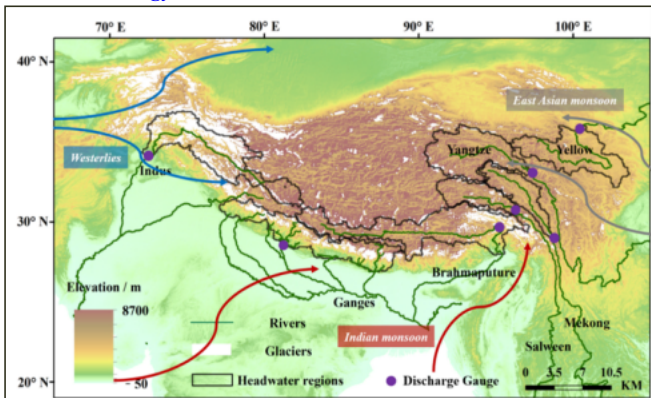 70° E 80° E 90° E 100° E
40° N
East Asian monsoon
Yangtze
Yellow
Westerlies
Indus
30° N
Elevation / m
8700
- 50
Brahmaputure
Ganges
Rivers
Indian monsoon
Mekong
Glaciers
Salween
Headwater regions
Discharge Gauge
0 3.5 7 10.5
KM
20° N